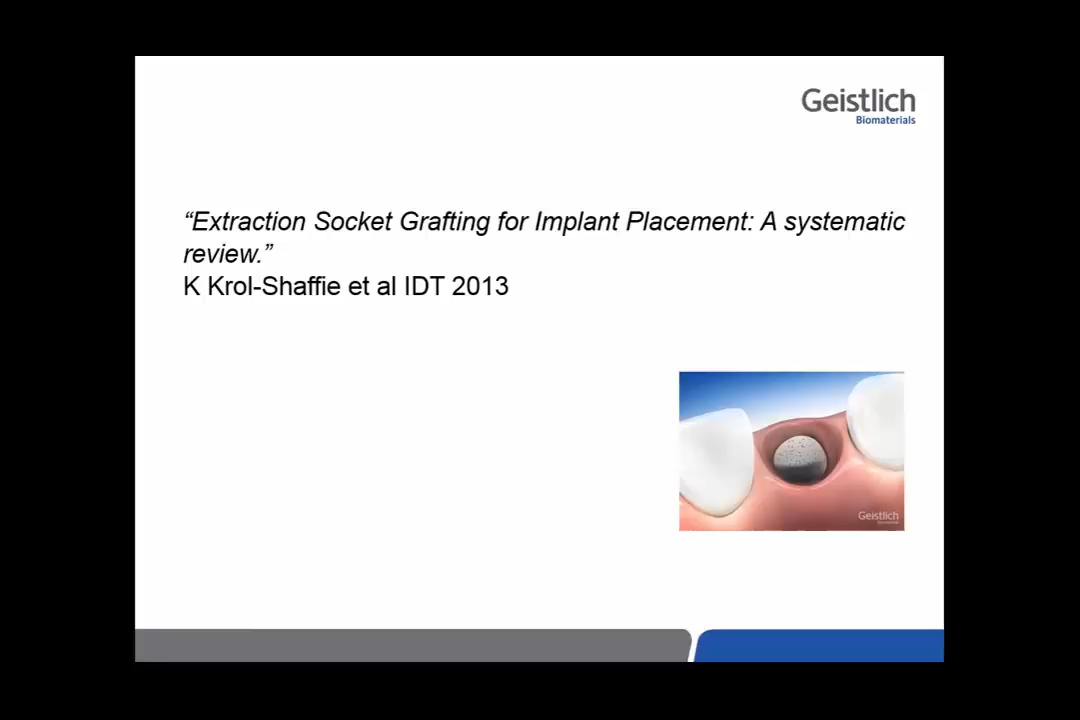 Geistlich
Biomaterials
“Extraction Socket Grafting for Implant Placement: A systematic
review.”
K Krol-Shaffie et al IDT 2013
Geistlich